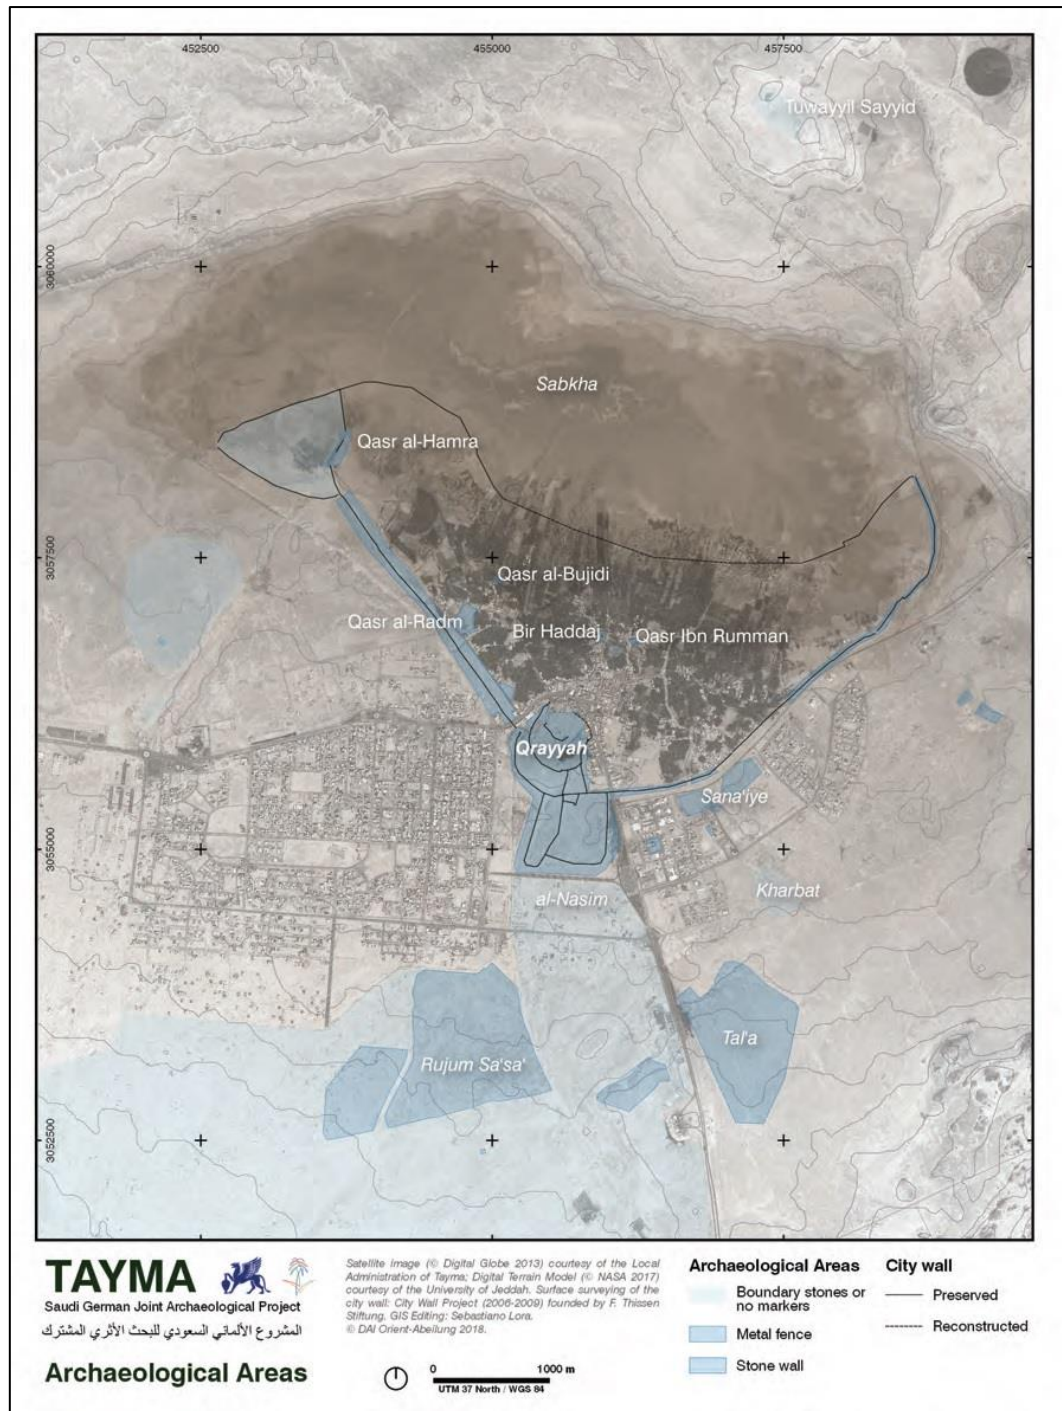 452500 455000 457500
Tuwayyil Sayyid
3060000
Sabkha
Qasr al-Hamra
3057500
Qasr al-Bujidi
Qasr al-Radm
Bir Haddaj
Qasr Ibn Rumman
Qrayyah
Sana'iye
3055000
Kharbat
al-Nasim
Tal'a
Rujum Sa'sa'
3052500
TAYMA
Saudi German Joint Archaeological Project
المشروع الألماني السعودي للبحث الأثري المشترك
Archaeological Areas
Satellite image (© Digital Globe 2013) courtesy of the Local
Administration of Tayma; Digital Terrain Model (© NASA 2017)
courtesy of the University of Jeddah. Surface surveying of the
city wall: City Wall Project (2006-2009) founded by F. Thissen
Stiftung. GIS Editing: Sebastiano Lora.
© DAI Orient-Abeilung 2018.
0 1000 m
UTM 37 North / WGS 84
Archaeological Areas
Boundary stones or
no markers
Metal fence
Stone wall
City wall
Preserved
Reconstructed